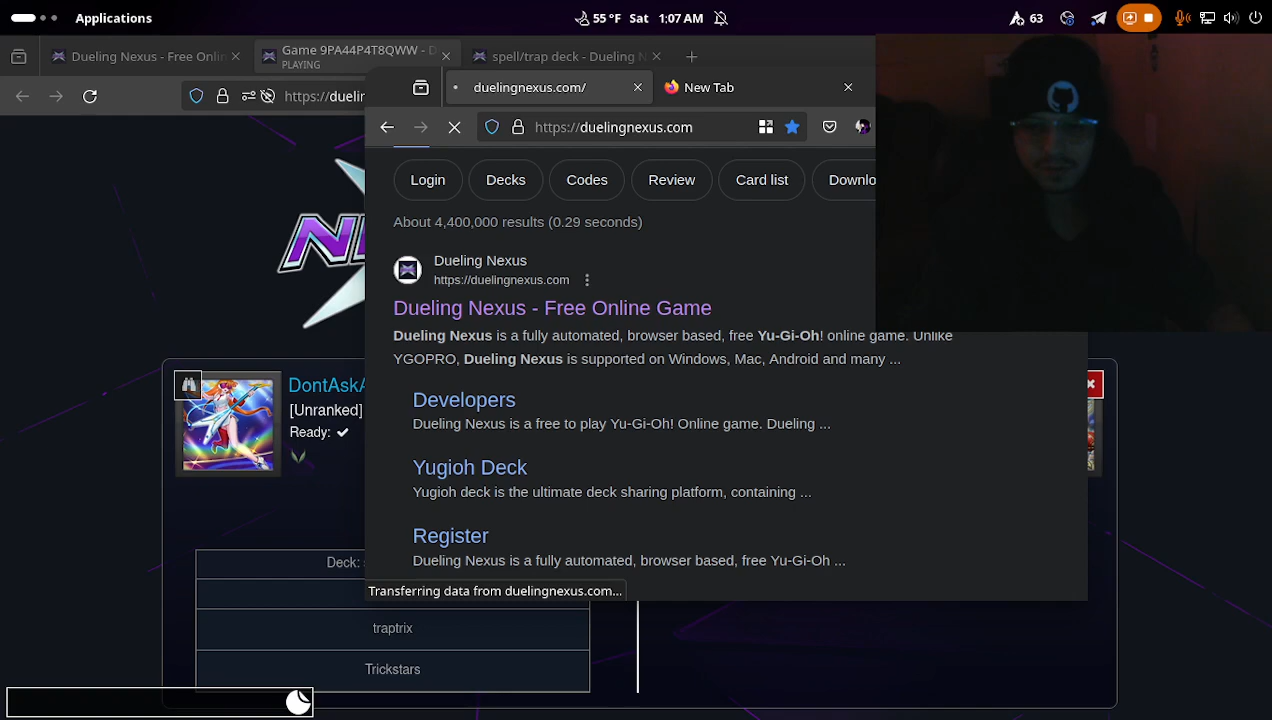 Applications
55 °F Sat 1:07 AM
63
Dueling Nexus - Free Onlin
Game 9PA44P4T8QWW - D
PLAYING
spell/trap deck - Dueling N
https://duelin
duelingnexus.com/
New Tab
https://duelingnexus.com
Login
Decks
Codes
Review
Card list
Downlo
About 4,400,000 results (0.29 seconds)
Dueling Nexus
https://duelingnexus.com
Dueling Nexus - Free Online Game
Dueling Nexus is a fully automated, browser based, free Yu-Gi-Oh! online game. Unlike
YGOPRO, Dueling Nexus is supported on Windows, Mac, Android and many ...
Developers
Dueling Nexus is a free to play Yu-Gi-Oh! Online game. Dueling ...
Yugioh Deck
Yugioh deck is the ultimate deck sharing platform, containing ...
Register
Dueling Nexus is a fully automated, browser based, free Yu-Gi-Oh ...
Transferring data from duelingnexus.com...
N
DontAskA
[Unranked]
Ready:
Deck:
traptrix
Trickstars